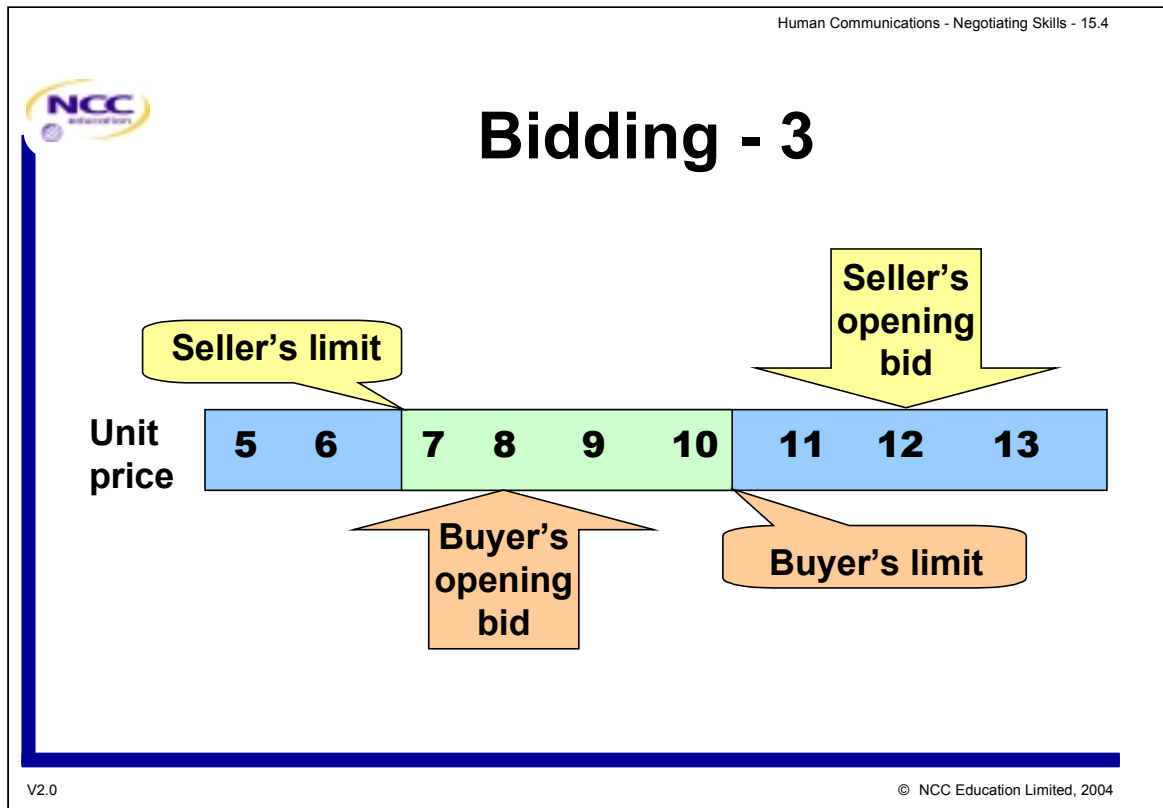 Human Communications - Negotiating Skills - 15.4
NCC
education
Bidding - 3
Seller’s
opening
bid
Seller’s limit
Unit
price
5 6 7 8 9 10 11 12 13
Buyer’s
opening
bid
Buyer’s limit
V2.0
© NCC Education Limited, 2004